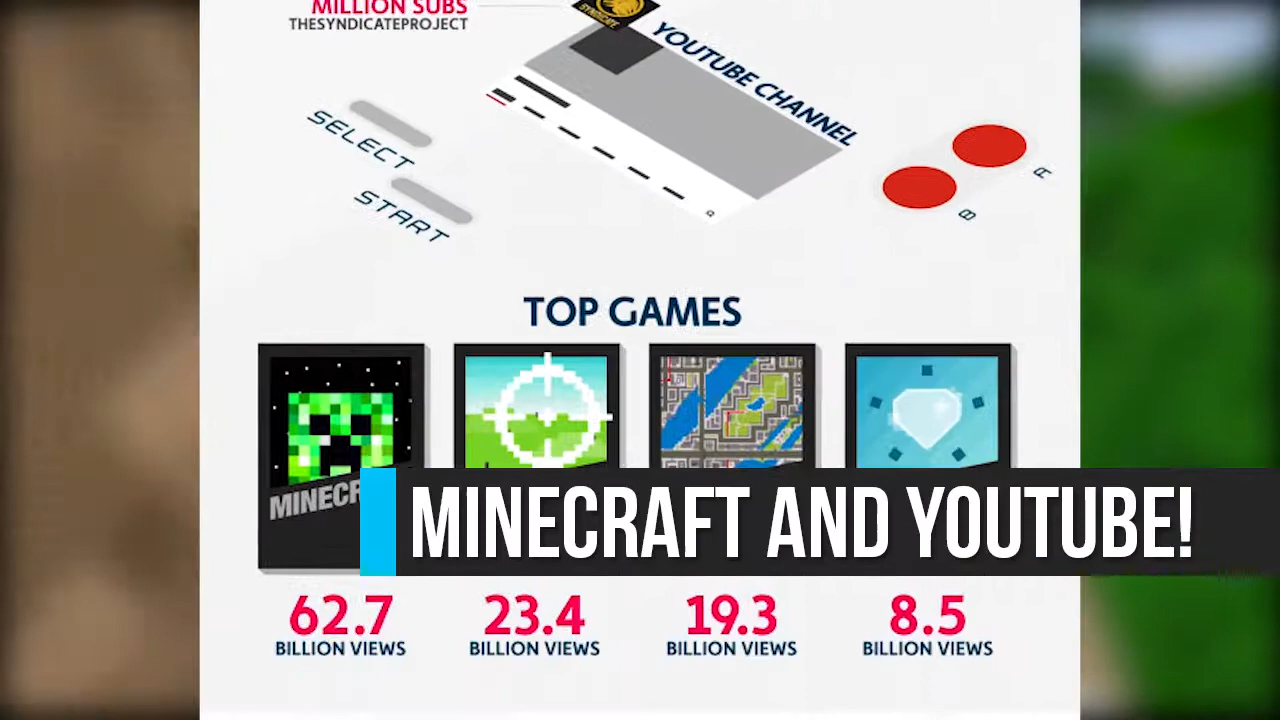 MILLION SUBS
THESYNDICATEPROJECT
SYNDICATE
YOUTUBE CHANNEL
SELECT
START
A
B
TOP GAMES
MINECR
MINECRAFT AND YOUTUBE!
62.7
23.4
19.3
8.5
BILLION VIEWS
BILLION VIEWS
BILLION VIEWS
BILLION VIEWS